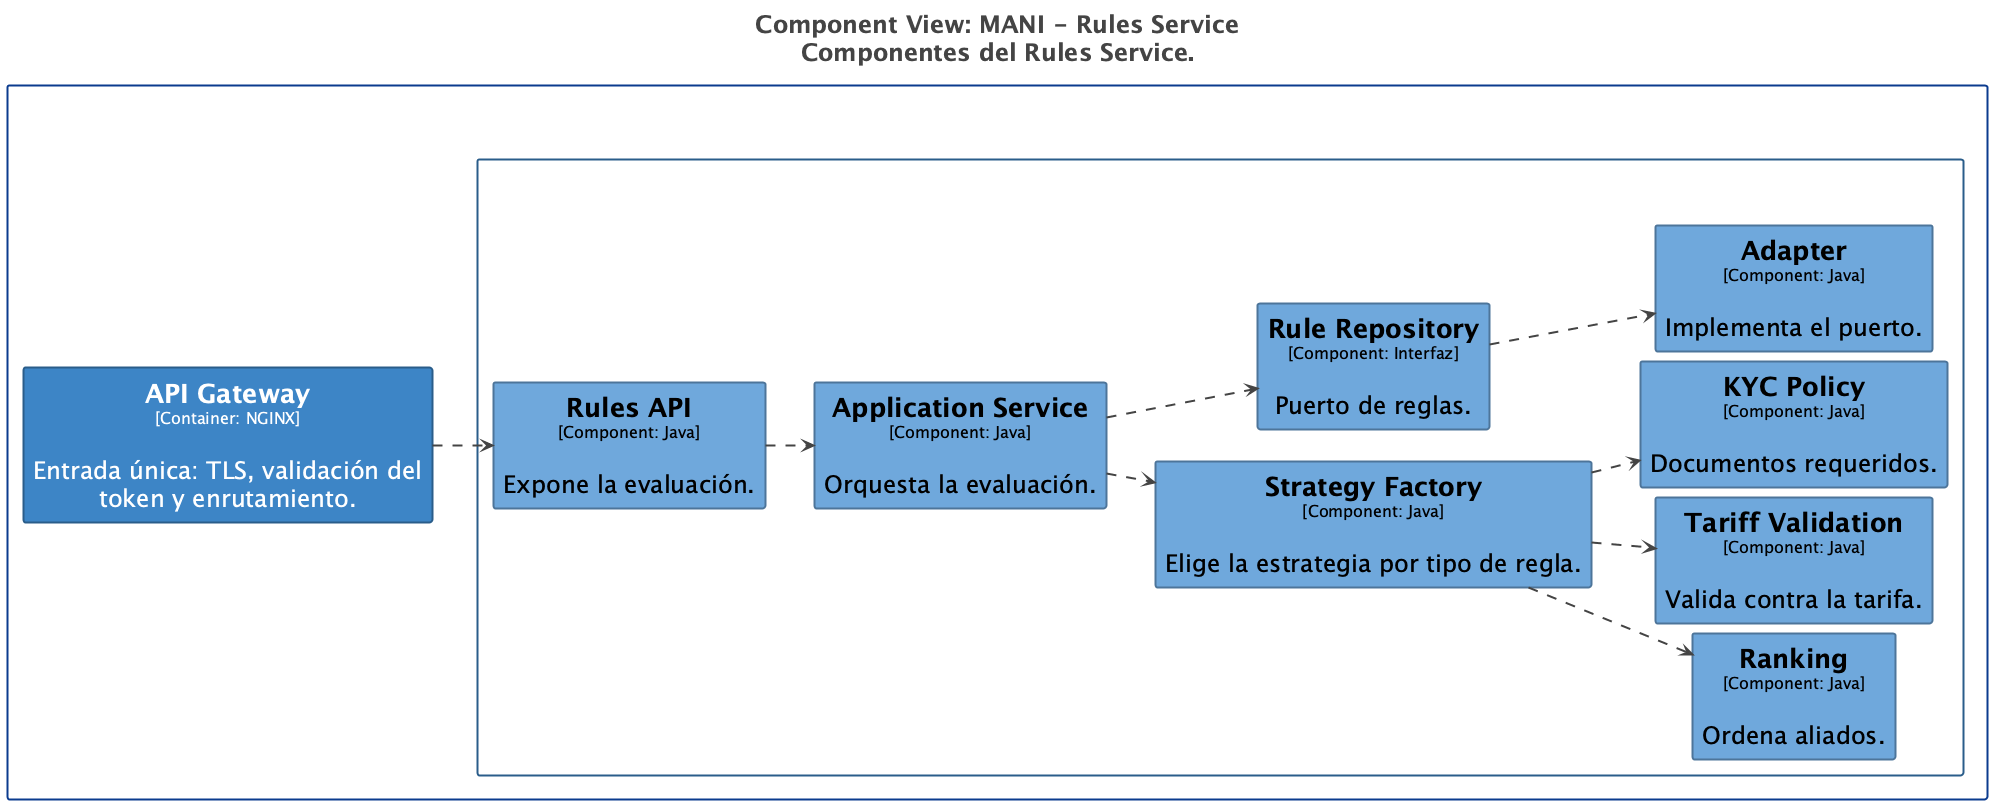 Component View: MANI - Rules Service
Componentes del Rules Service.
API Gateway
[Container: NGINX]
Entrada única: TLS, validación del
token y enrutamiento.
Rules API
[Component: Java]
Expone la evaluación.
Application Service
[Component: Java]
Orquesta la evaluación.
Rule Repository
[Component: Interfaz]
Puerto de reglas.
Strategy Factory
[Component: Java]
Elige la estrategia por tipo de regla.
Adapter
[Component: Java]
Implementa el puerto.
KYC Policy
[Component: Java]
Documentos requeridos.
Tariff Validation
[Component: Java]
Valida contra la tarifa.
Ranking
[Component: Java]
Ordena aliados.